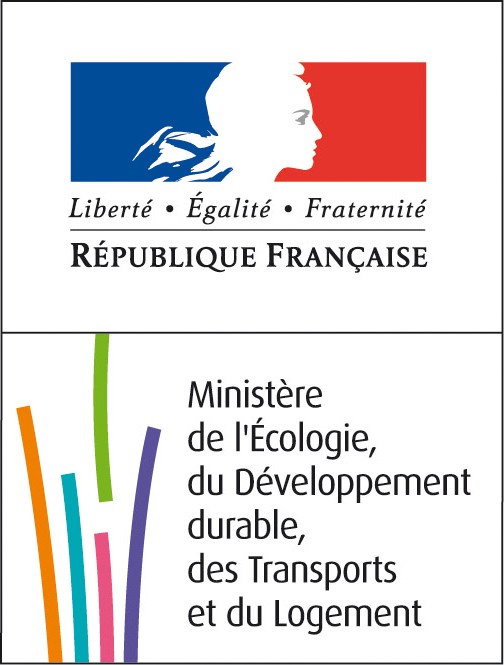 Liberté • Égalité • Fraternité
RÉPUBLIQUE FRANÇAISE
Ministère
de l'Écologie,
du Développement
durable,
des Transports
et du Logement